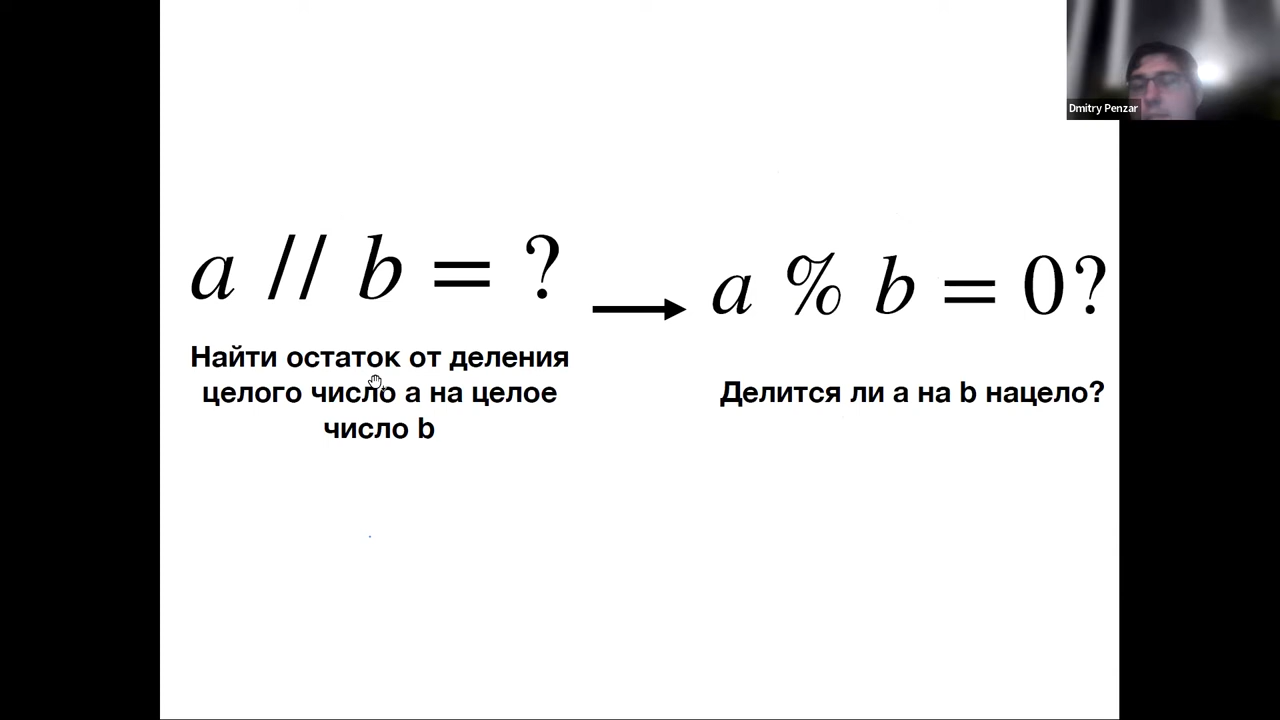 Dmitry Penzar
a // b = ?
a % b = 0?
Найти остаток от деления
целого число a на целое
число b
Делится ли a на b нацело?